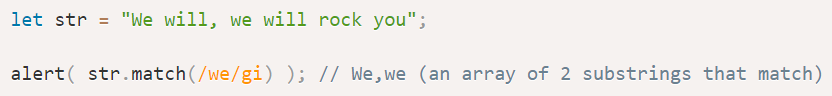 let str = "We will, we will rock you";
alert( str.match(/we/gi) ); // We,we (an array of 2 substrings that match)